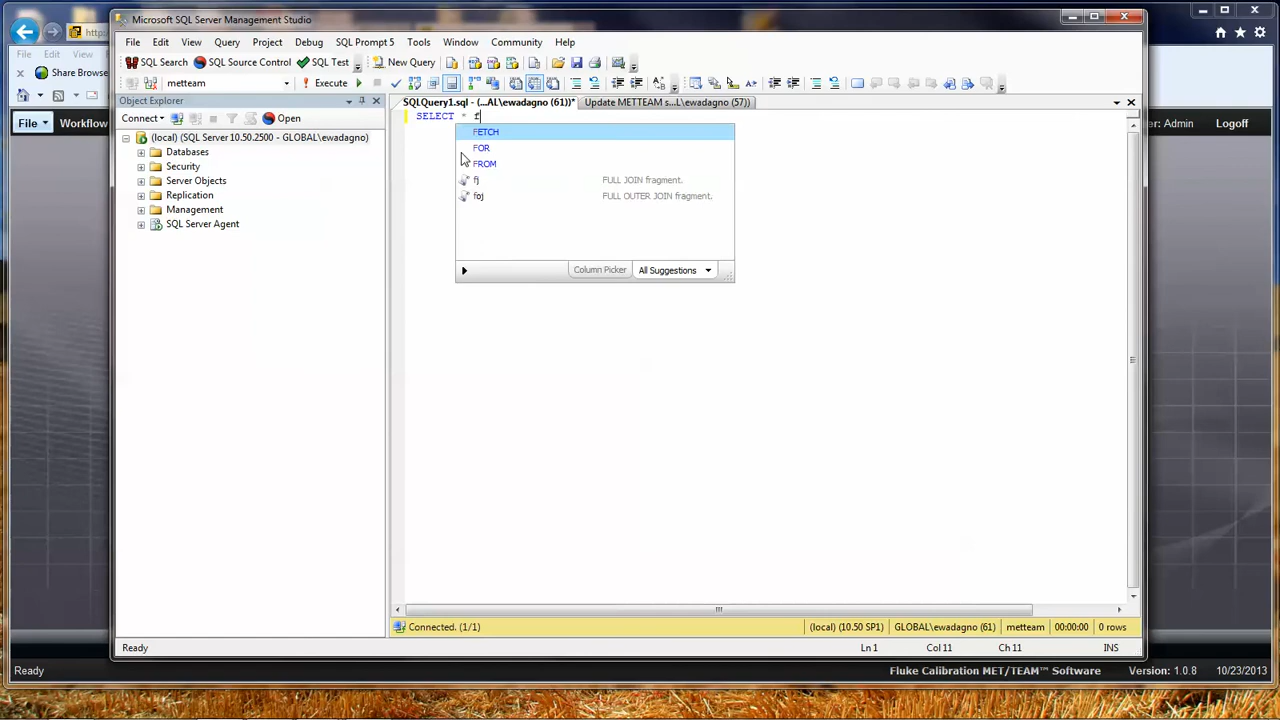 Microsoft SQL Server Management Studio
http:
File Edit View
File Edit View Query Project Debug SQL Prompt 5 Tools Window Community Help
SQL Search SQL Source Control SQL Test New Query
Share Browse
metteam Execute
Object Explorer
SQLQuery1.sql - (...AL\ewadagno (61))* Update METTEAM s...L\ewadagno (57))
Connect Open
SELECT * f
File Workflow
User: Admin Logoff
(local) (SQL Server 10.50.2500 - GLOBAL\ewadagno)
Databases
Security
Server Objects
Replication
Management
SQL Server Agent
FETCH
FOR
FROM
fj FULL JOIN fragment.
foj FULL OUTER JOIN fragment.
Column Picker All Suggestions
Connected. (1/1) (local) (10.50 SP1) GLOBAL\ewadagno (61) metteam 00:00:00 0 rows
Ready Ln 1 Col 11 Ch 11 INS
Ready Fluke Calibration MET/TEAM™ Software Version: 1.0.8 10/23/2013